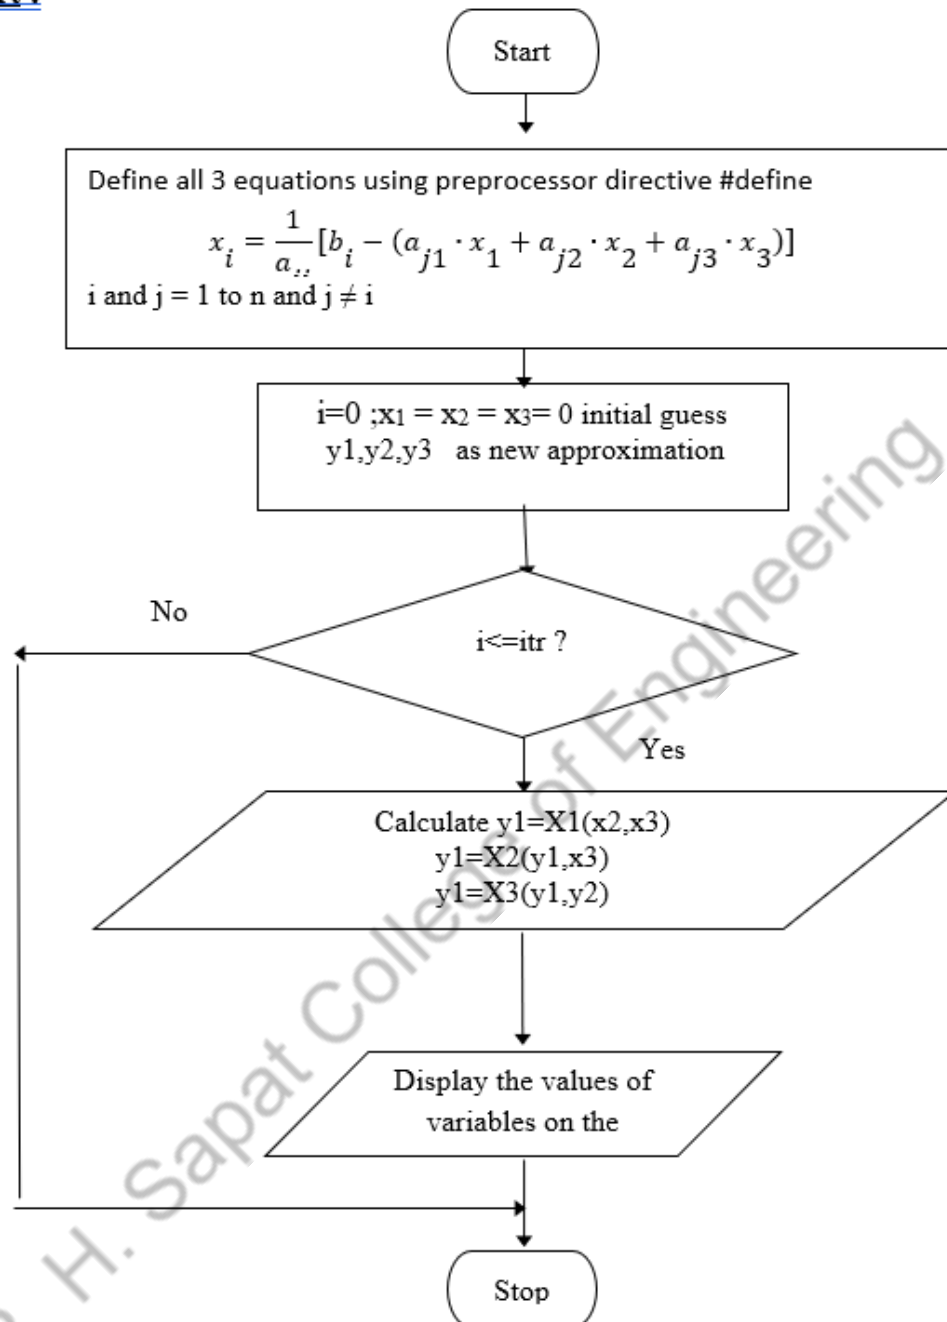 Start
Define all 3 equations using preprocessor directive #define
x_i = 1/a_.. [b_i − (a_j1 · x_1 + a_j2 · x_2 + a_j3 · x_3)]
i and j = 1 to n and j ≠ i
i=0 ;x1 = x2 = x3= 0 initial guess
y1,y2,y3 as new approximation
No
i<=itr ?
Yes
Calculate y1=X1(x2,x3)
y1=X2(y1,x3)
y1=X3(y1,y2)
Display the values of
variables on the
Stop
H. Sapat College of Engineering